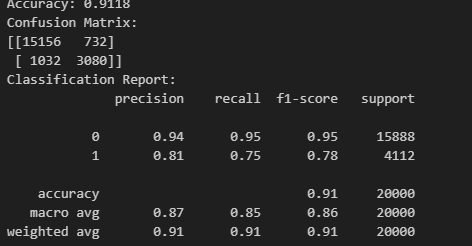 Accuracy: 0.9118
Confusion Matrix:
[[15156   732]
 [ 1032  3080]]
Classification Report:
              precision    recall  f1-score   support

           0       0.94      0.95      0.95     15888
           1       0.81      0.75      0.78      4112

    accuracy                           0.91     20000
   macro avg       0.87      0.85      0.86     20000
weighted avg       0.91      0.91      0.91     20000